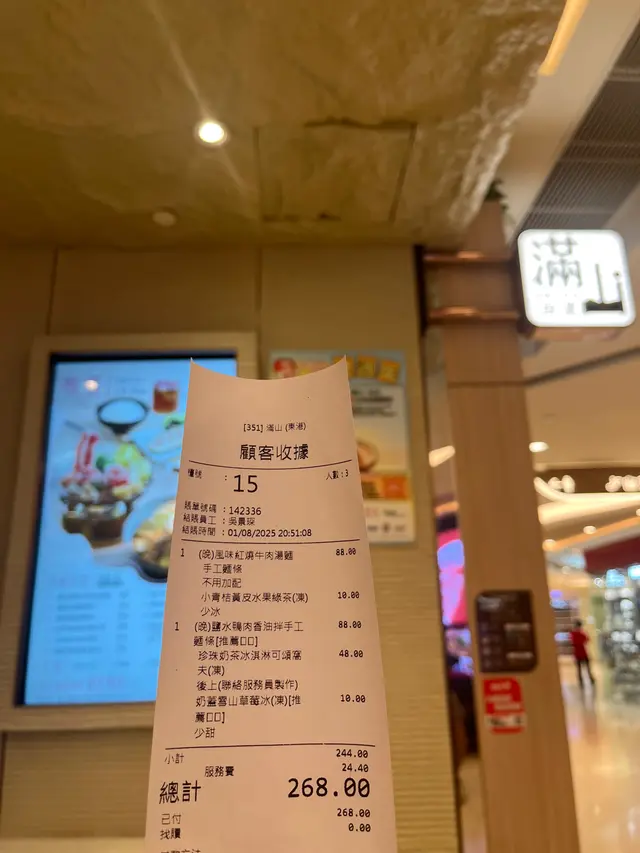 滿山
[351] 滿山 (東港)
顧客收據
檯號 : 15 人數 : 3
賬單號碼 : 142336
結賬員工 : 吳景琛
結賬時間 : 01/08/2025 20:51:08
1 (晚)風味紅燒牛肉湯麵 88.00
手工麵條
不用加配
小青桔黃皮水果綠茶(凍) 10.00
少冰
1 (晚)鹽水鴨肉香油拌手工 88.00
麵條[推薦□□]
珍珠奶茶冰淇淋可頌窩 48.00
夫(凍)
後上(聯絡服務員製作)
奶蓋雪山草莓冰(凍)[推 10.00
薦□□]
少甜
小計 244.00
服務費 24.40
總計 268.00
已付 268.00
找贖 0.00